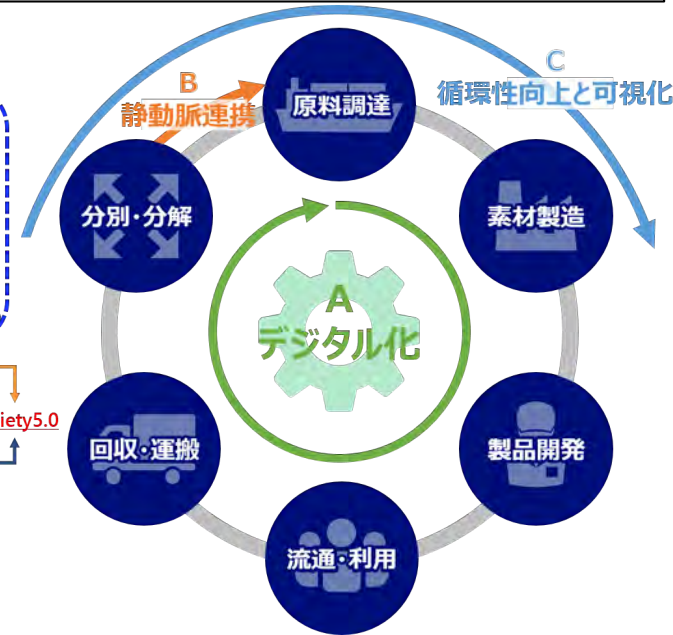 B
静動脈連携
C
循環性向上と可視化
原料調達
分別・分解
素材製造
A
デジタル化
iety5.0
回収・運搬
製品開発
流通・利用